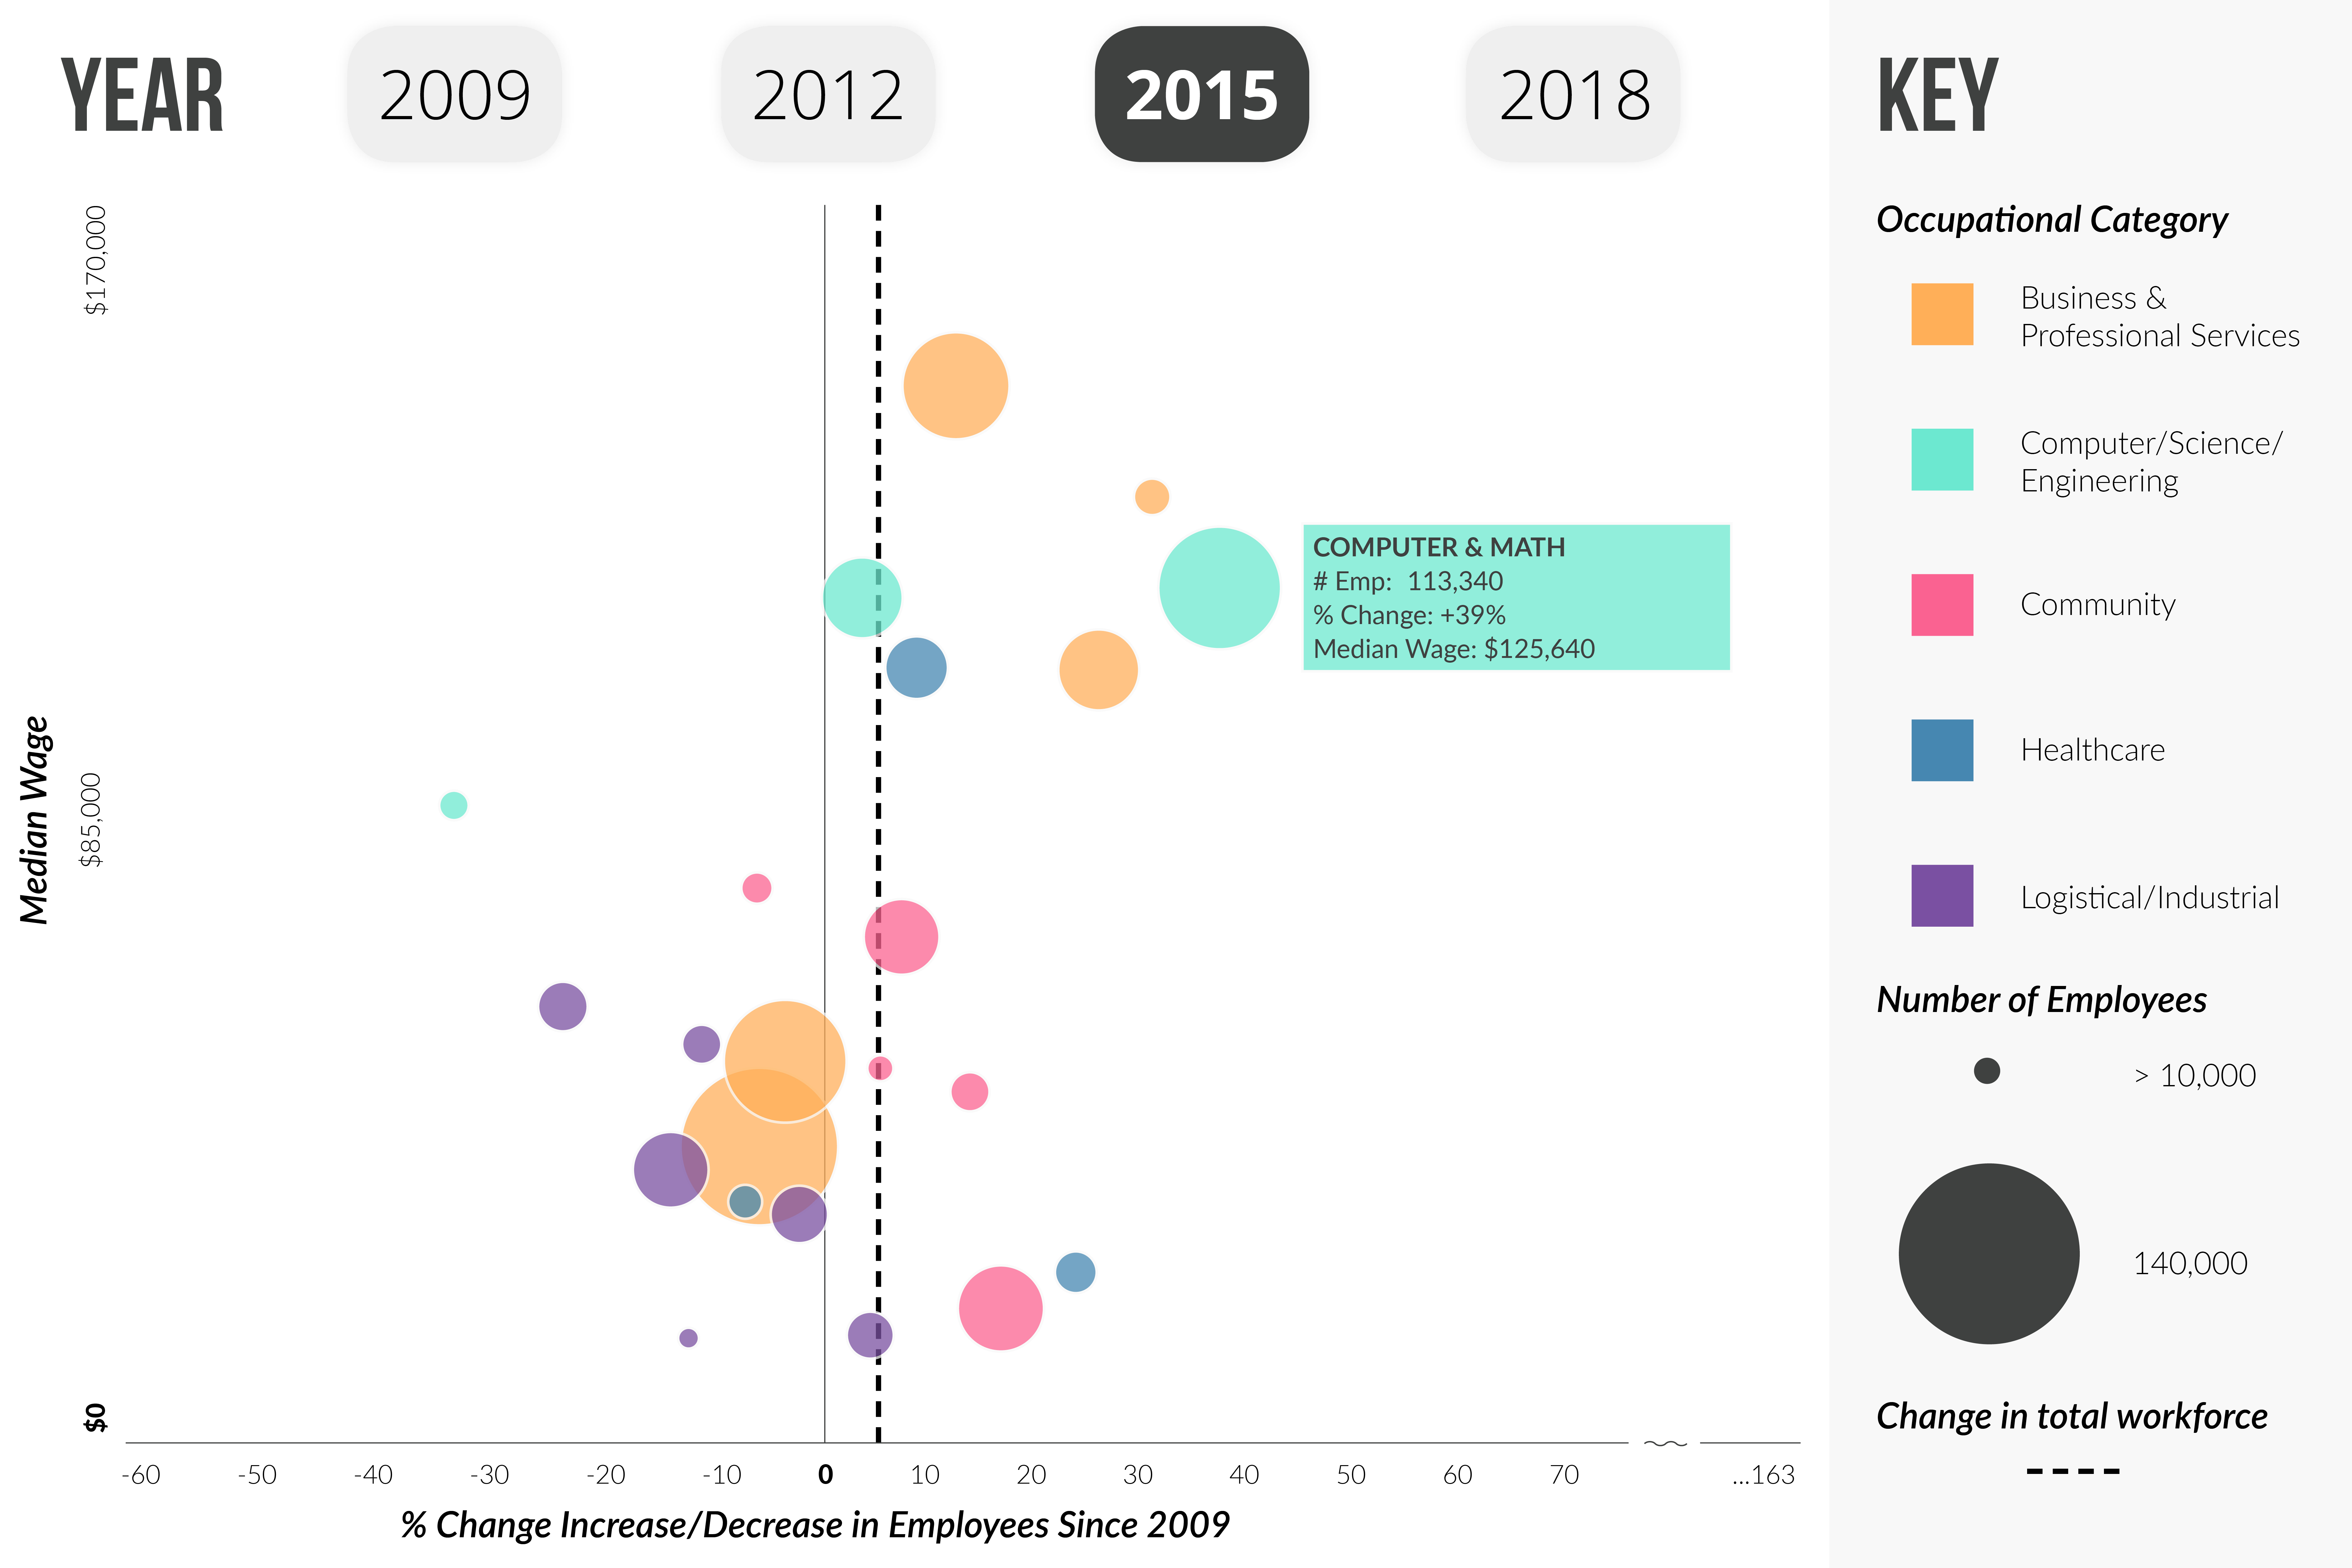 YEAR
2009
2012
2015
2018
KEY
$170,000
$85,000
$0
Median Wage
COMPUTER & MATH
# Emp: 113,340
% Change: +39%
Median Wage: $125,640
-60 -50 -40 -30 -20 -10 0 10 20 30 40 50 60 70 ...163
% Change Increase/Decrease in Employees Since 2009
Occupational Category
Business &
Professional Services
Computer/Science/
Engineering
Community
Healthcare
Logistical/Industrial
Number of Employees
> 10,000
140,000
Change in total workforce